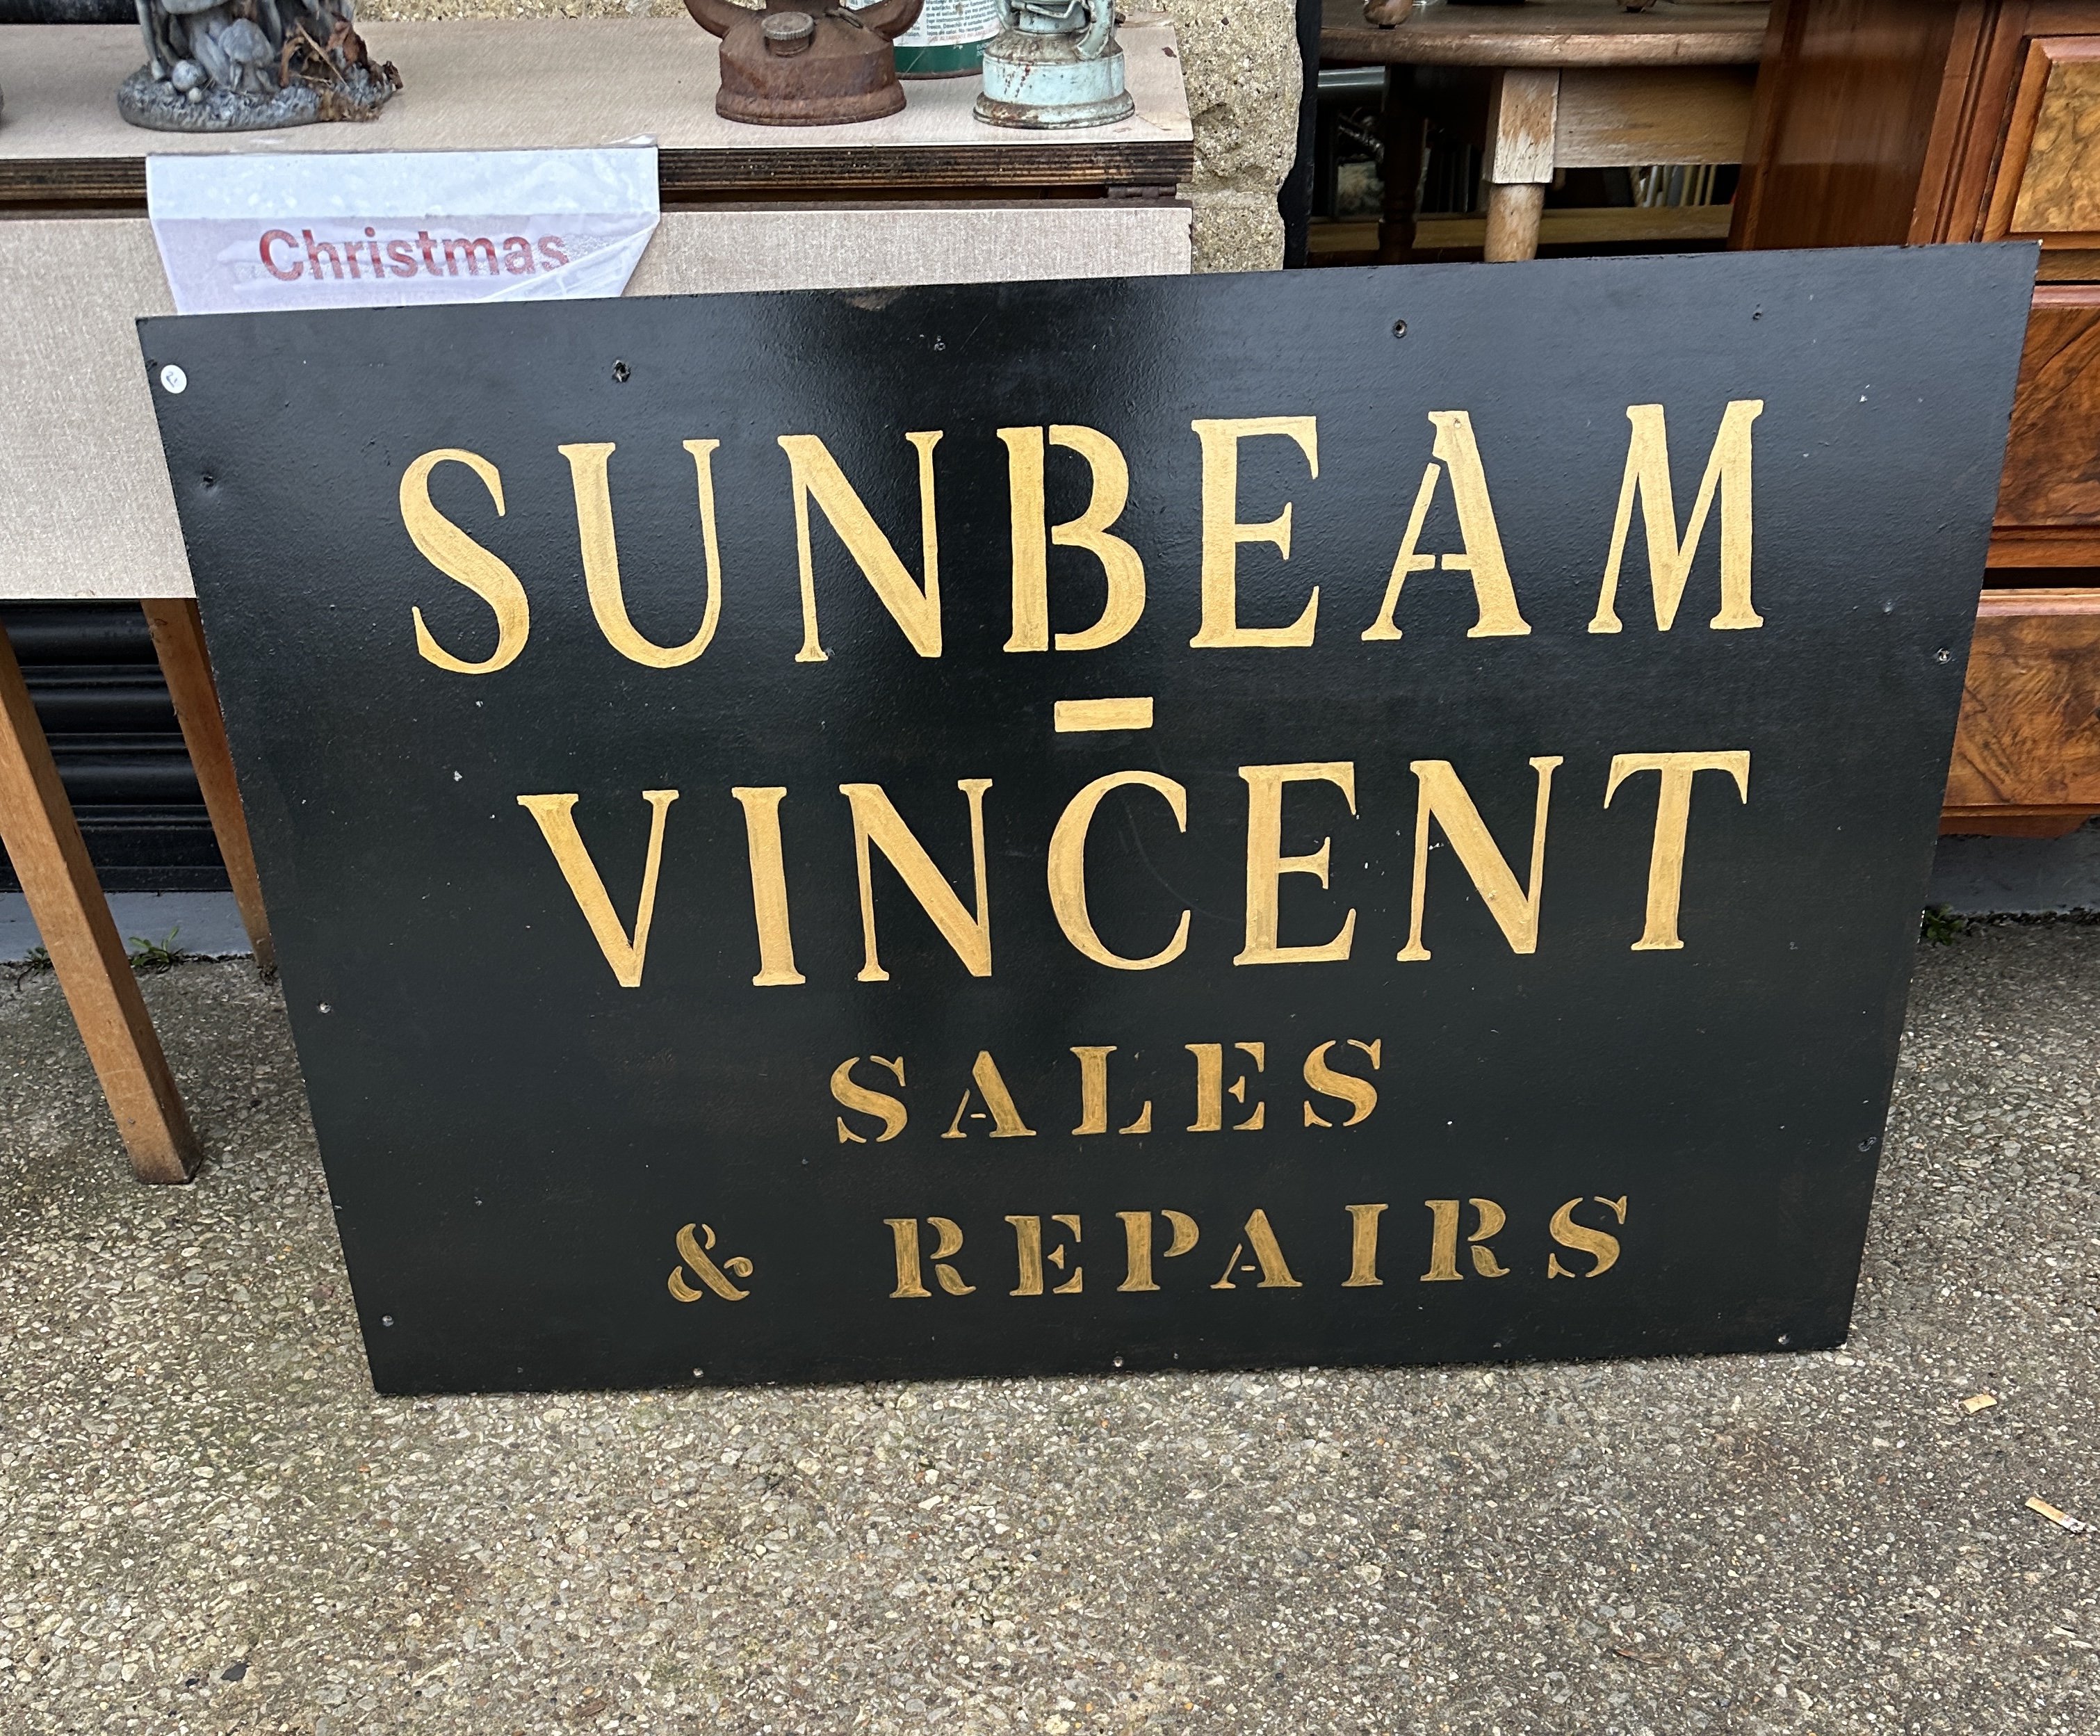 Christmas
SUNBEAM
–
VINCENT
SALES
& REPAIRS